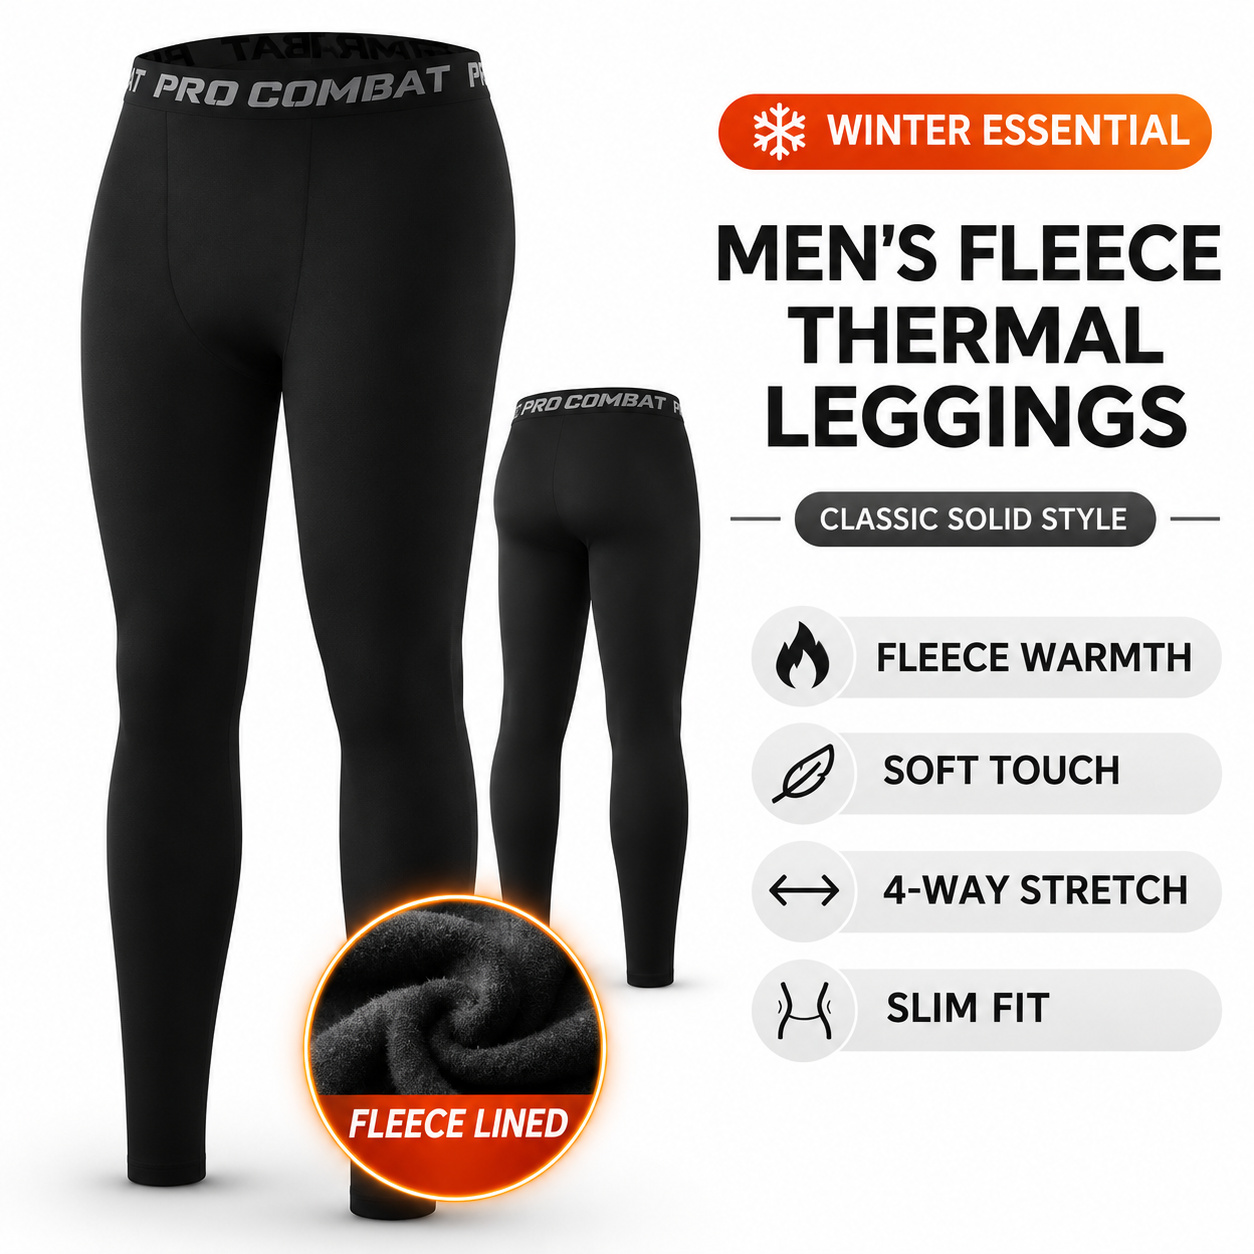 PRO COMBAT
PRO COMBAT
WINTER ESSENTIAL
MEN'S FLEECE
THERMAL
LEGGINGS
CLASSIC SOLID STYLE
FLEECE WARMTH
SOFT TOUCH
4-WAY STRETCH
SLIM FIT
FLEECE LINED